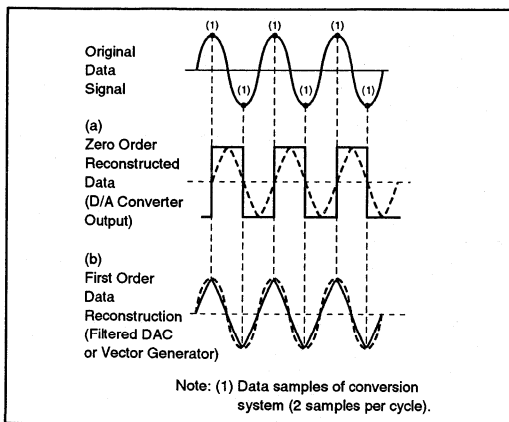 (1) (1) (1)
Original
Data
Signal
(1) (1) (1)
(a)
Zero Order
Reconstructed
Data
(D/A Converter
Output)
(b)
First Order
Data
Reconstruction
(Filtered DAC
or Vector Generator)
Note: (1) Data samples of conversion
system (2 samples per cycle).